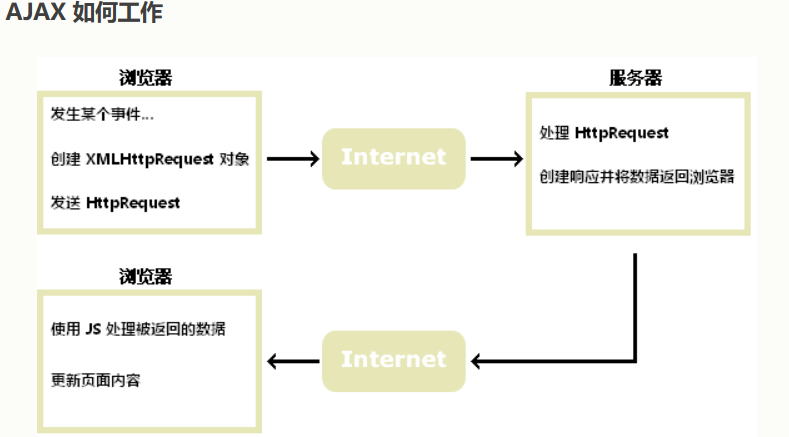 AJAX 如何工作
浏览器
发生某个事件...
创建 XMLHttpRequest 对象
发送 HttpRequest
Internet
服务器
处理 HttpRequest
创建响应并将数据返回浏览器
浏览器
使用 JS 处理被返回的数据
更新页面内容
Internet